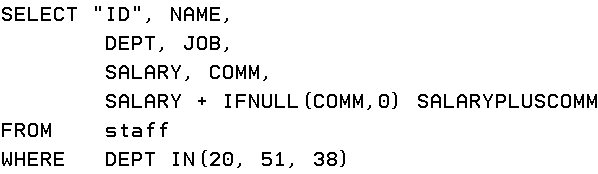 SELECT "ID", NAME,
DEPT, JOB,
SALARY, COMM,
SALARY + IFNULL(COMM,0) SALARYPLUSCOMM
FROM staff
WHERE DEPT IN(20, 51, 38)